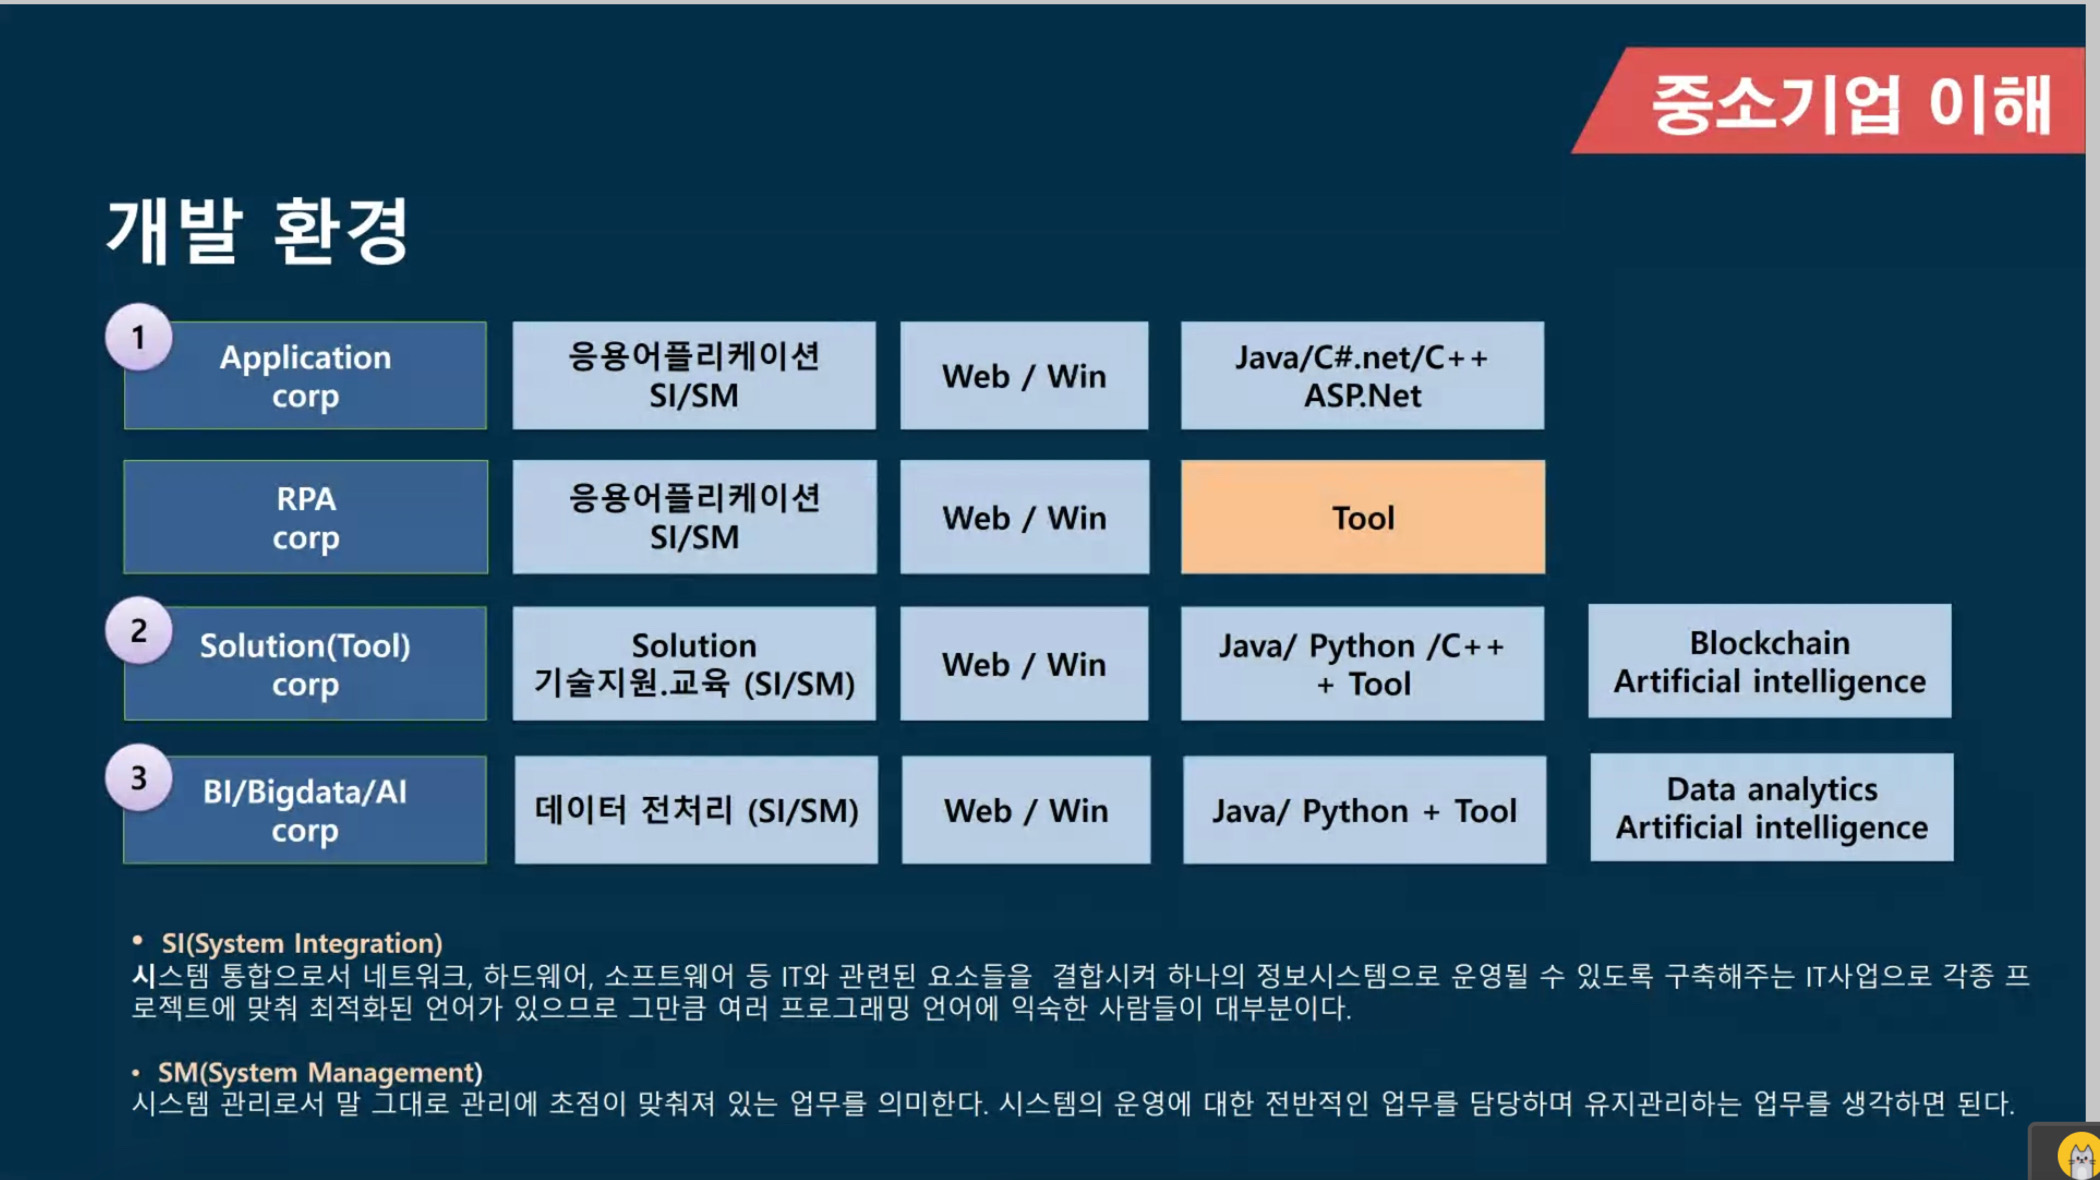 중소기업 이해
개발 환경
1
Application
corp
응용어플리케이션
SI/SM
Web / Win
Java/C#.net/C++
ASP.Net
RPA
corp
응용어플리케이션
SI/SM
Web / Win
Tool
2
Solution(Tool)
corp
Solution
기술지원.교육 (SI/SM)
Web / Win
Java/ Python /C++
+ Tool
Blockchain
Artificial intelligence
3
BI/Bigdata/AI
corp
데이터 전처리 (SI/SM)
Web / Win
Java/ Python + Tool
Data analytics
Artificial intelligence
• SI(System Integration)
시스템 통합으로서 네트워크, 하드웨어, 소프트웨어 등 IT와 관련된 요소들을 결합시켜 하나의 정보시스템으로 운영될 수 있도록 구축해주는 IT사업으로 각종 프
로젝트에 맞춰 최적화된 언어가 있으므로 그만큼 여러 프로그래밍 언어에 익숙한 사람들이 대부분이다.
• SM(System Management)
시스템 관리로서 말 그대로 관리에 초점이 맞춰져 있는 업무를 의미한다. 시스템의 운영에 대한 전반적인 업무를 담당하며 유지관리하는 업무를 생각하면 된다.